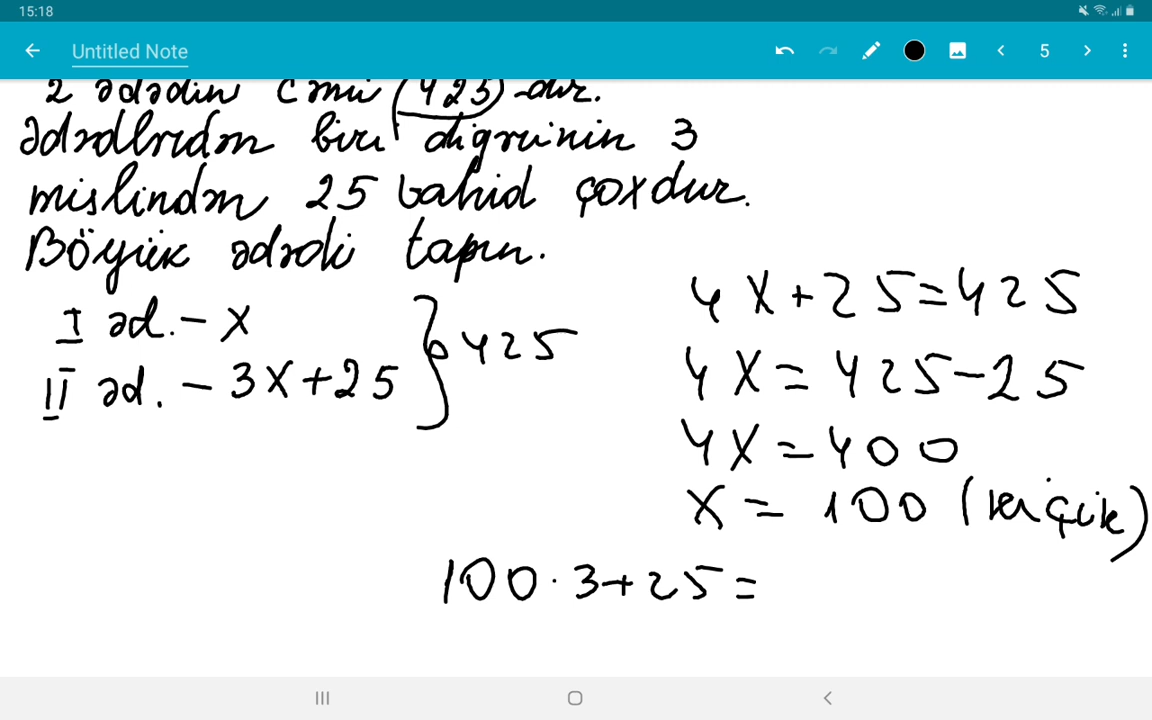 15:18
Untitled Note
5
2 ədədin cəmi 425-dir.
Ədədlərdən biri digərinin 3
mislindən 25 vahid çoxdur.
Böyük ədədi tapın.
I əd. - x
II əd. - 3x+25 } 425
4x+25=425
4x=425-25
4x=400
x=100 (kiçik)
100·3+25=